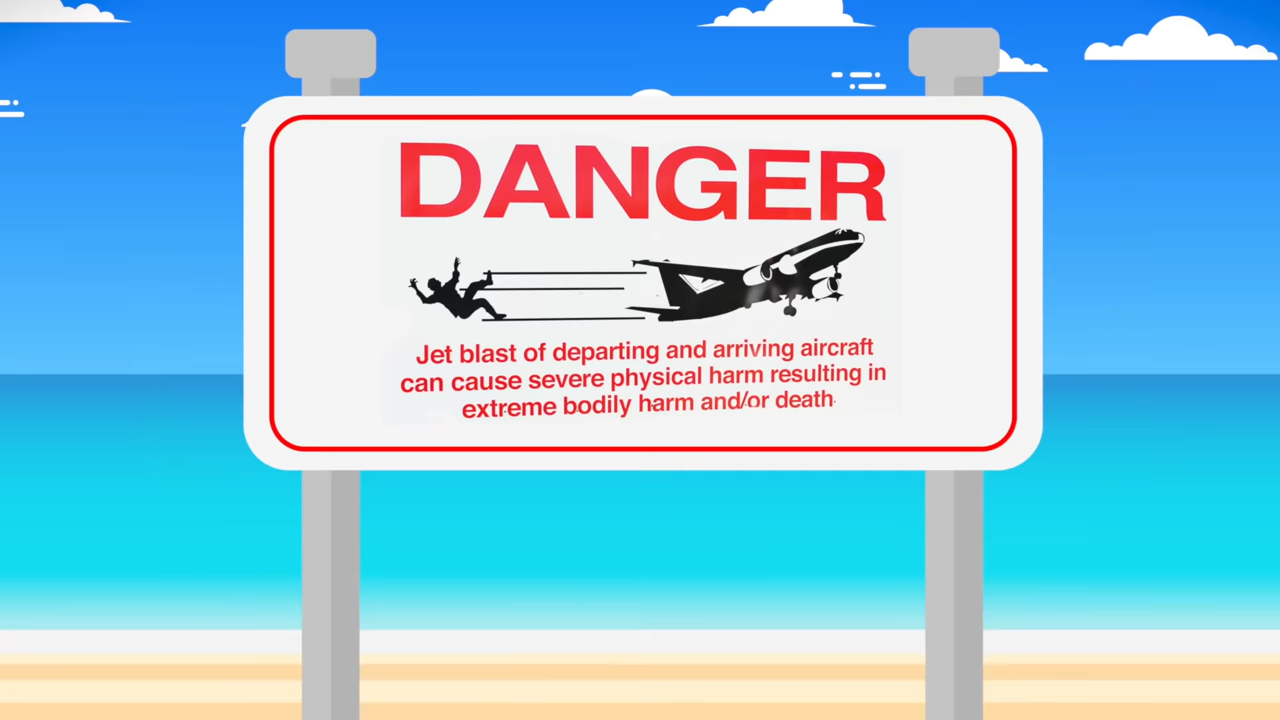 DANGER
Jet blast of departing and arriving aircraft
can cause severe physical harm resulting in
extreme bodily harm and/or death.